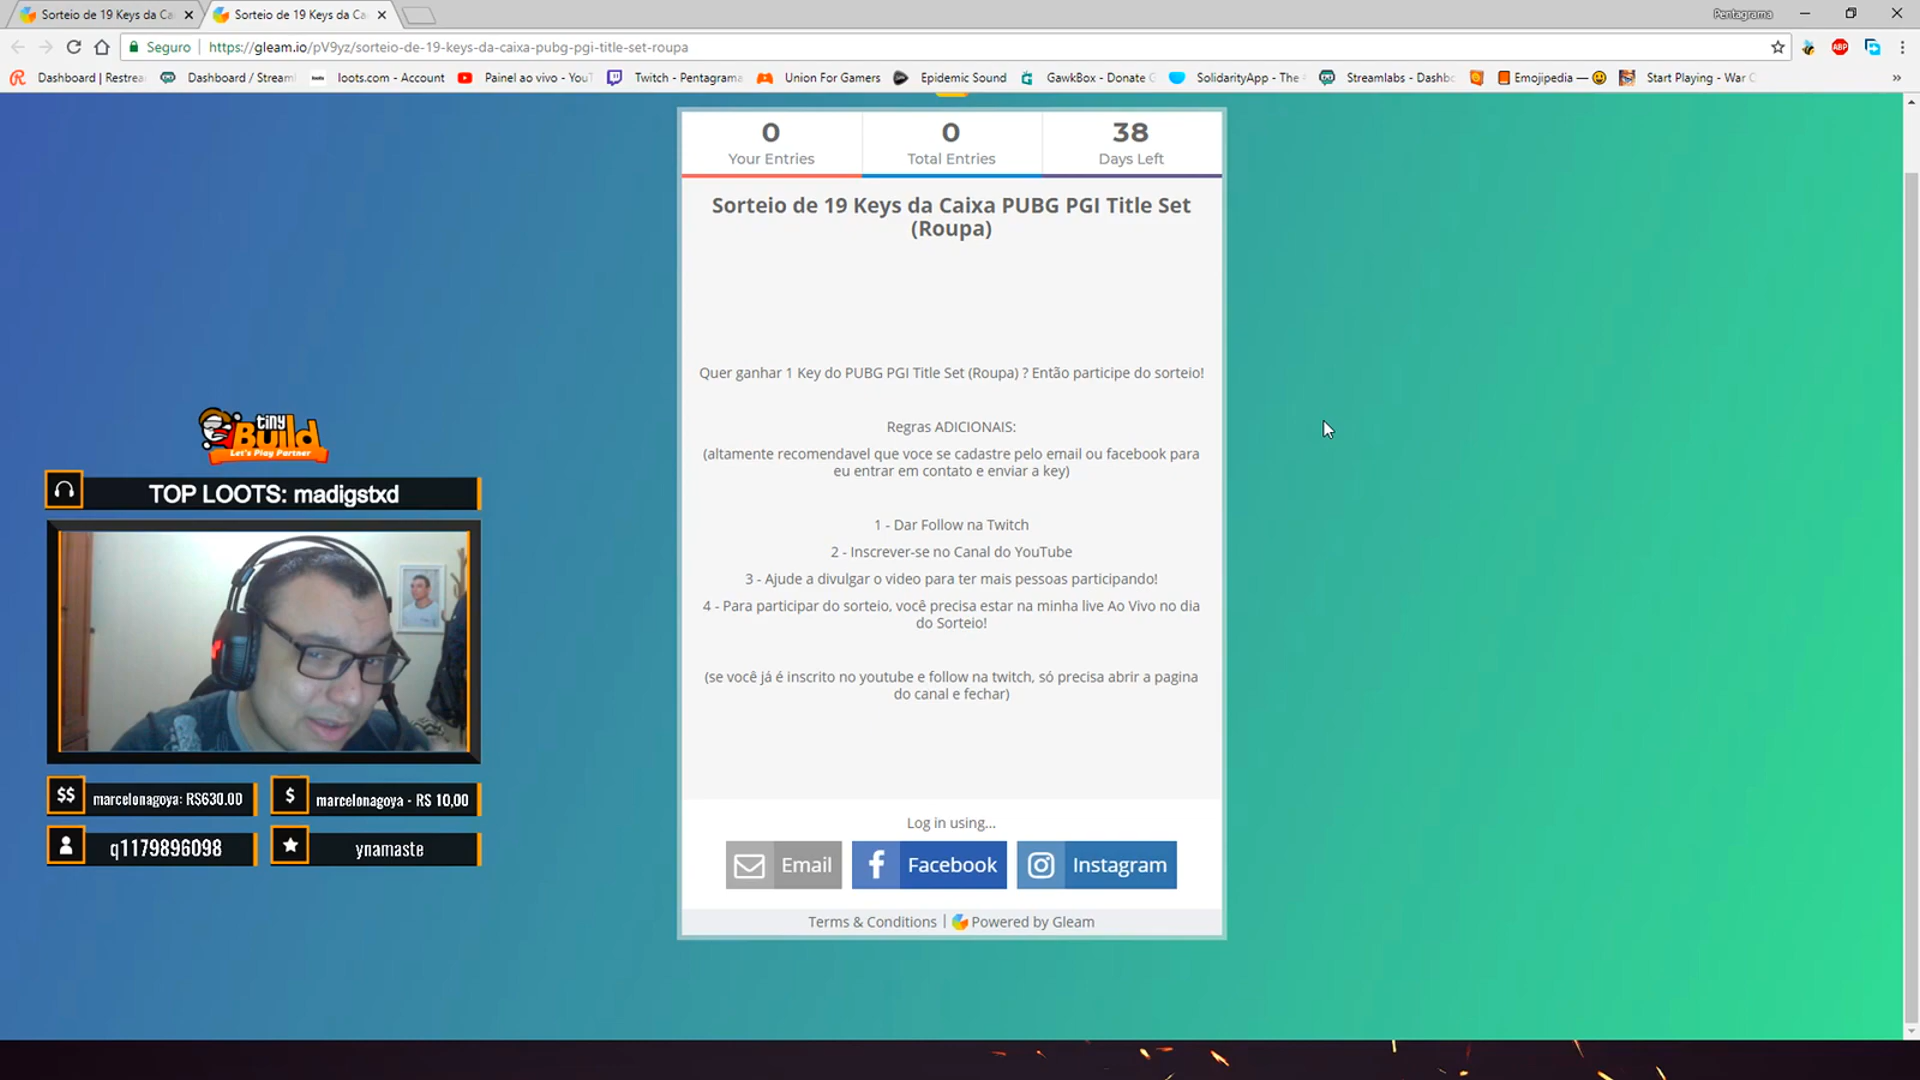 Sorteio de 19 Keys da Ca
Sorteio de 19 Keys da Ca
Pentagrama
Seguro
https://gleam.io/pV9yz/sorteio-de-19-keys-da-caixa-pubg-pgi-title-set-roupa
ABP
Dashboard | Restrea
Dashboard / Streaml
loots
loots.com - Account
Painel ao vivo - YouT
Twitch - Pentagrama
Union For Gamers
Epidemic Sound
GawkBox - Donate G
SolidarityApp - The
Streamlabs - Dashbo
Emojipedia —
Start Playing - War C
»
0
Your Entries
0
Total Entries
38
Days Left
Sorteio de 19 Keys da Caixa PUBG PGI Title Set
(Roupa)
Quer ganhar 1 Key do PUBG PGI Title Set (Roupa) ? Então participe do sorteio!
Regras ADICIONAIS:
(altamente recomendavel que voce se cadastre pelo email ou facebook para
eu entrar em contato e enviar a key)
1 - Dar Follow na Twitch
2 - Inscrever-se no Canal do YouTube
3 - Ajude a divulgar o video para ter mais pessoas participando!
4 - Para participar do sorteio, você precisa estar na minha live Ao Vivo no dia
do Sorteio!
(se você já é inscrito no youtube e follow na twitch, só precisa abrir a pagina
do canal e fechar)
Log in using...
Email
Facebook
Instagram
Terms & Conditions | Powered by Gleam
tiny
Build
Let's Play Partner
TOP LOOTS: madigstxd
$$ marcelonagoya: R$630.00
$ marcelonagoya - R$ 10,00
q1179896098
ynamaste